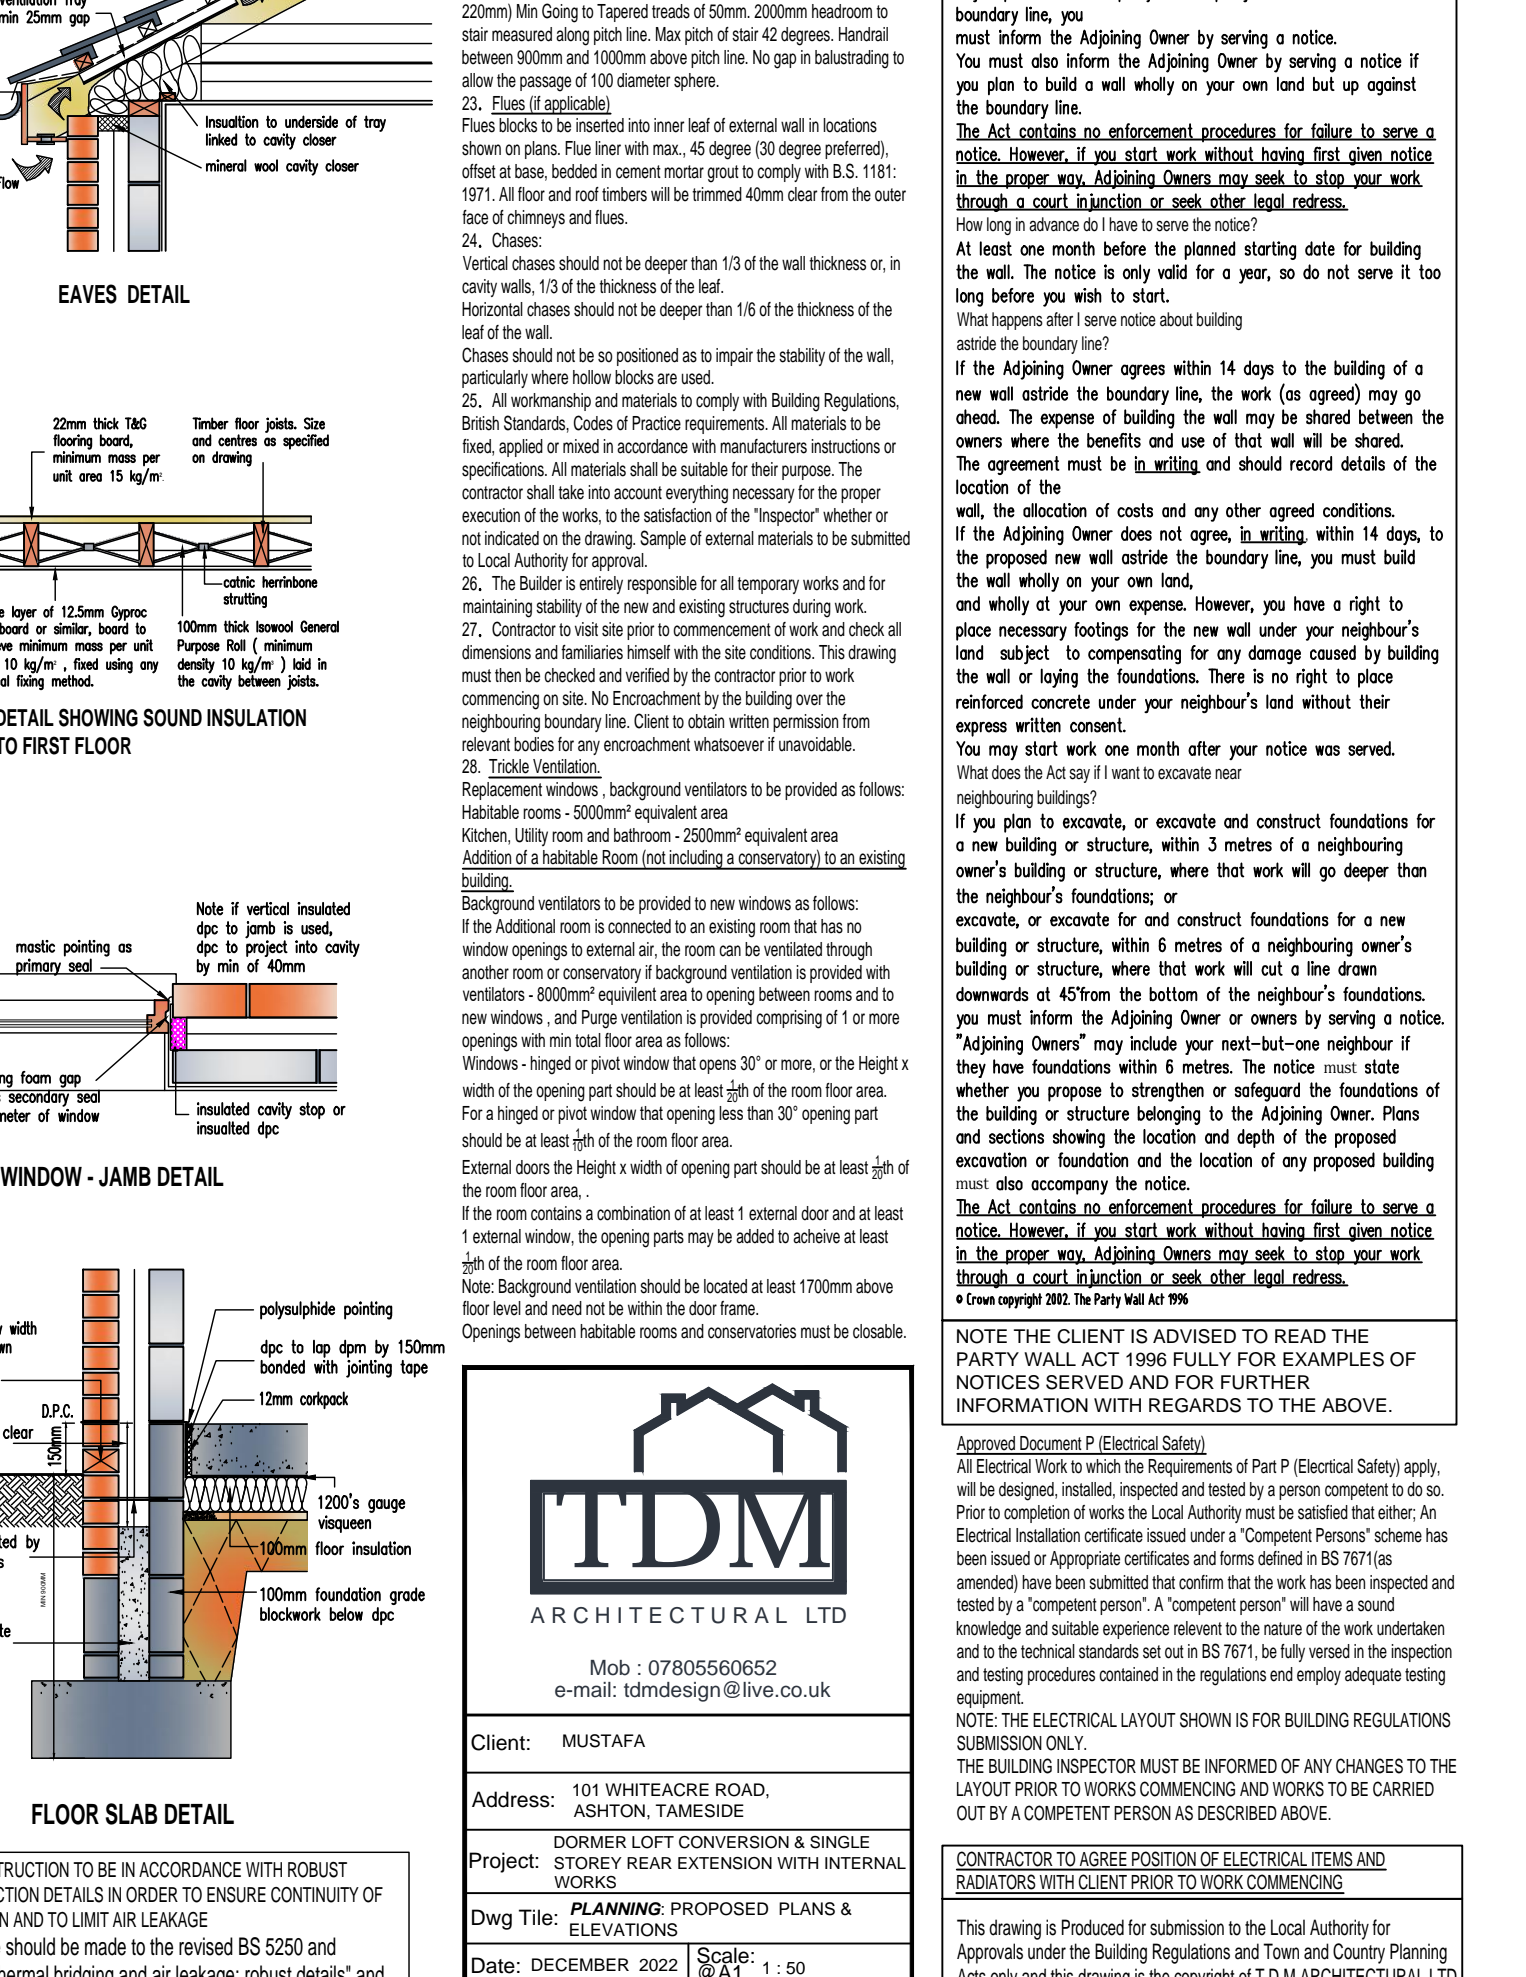 min 25mm gap
Insualtion to underside of tray
linked to cavity closer
mineral wool cavity closer
EAVES DETAIL
22mm thick T&G
flooring board,
minimum mass per
unit area 15 kg/m².
Timber floor joists. Size
and centres as specified
on drawing
catnic herrinbone
strutting
layer of 12.5mm Gyproc
board or similar, board to
minimum mass per unit
10 kg/m² , fixed using any
fixing method.
100mm thick Isowool General
Purpose Roll ( minimum
density 10 kg/m³ ) laid in
the cavity between joists.
DETAIL SHOWING SOUND INSULATION
TO FIRST FLOOR
Note if vertical insulated
dpc to jamb is used,
dpc to project into cavity
by min of 40mm
mastic pointing as
primary seal
foam gap
secondary seal
of window
insulated cavity stop or
insualted dpc
WINDOW - JAMB DETAIL
width
polysulphide pointing
dpc to lap dpm by 150mm
bonded with jointing tape
12mm corkpack
D.P.C.
clear
150mm
1200's gauge
visqueen
by
100mm floor insulation
MIN 900MM
100mm foundation grade
blockwork below dpc
FLOOR SLAB DETAIL
TO BE IN ACCORDANCE WITH ROBUST
DETAILS IN ORDER TO ENSURE CONTINUITY OF
AND TO LIMIT AIR LEAKAGE
should be made to the revised BS 5250 and
bridging and air leakage: robust details" and
220mm) Min Going to Tapered treads of 50mm. 2000mm headroom to
stair measured along pitch line. Max pitch of stair 42 degrees. Handrail
between 900mm and 1000mm above pitch line. No gap in balustrading to
allow the passage of 100 diameter sphere.
23. Flues (if applicable)
Flues blocks to be inserted into inner leaf of external wall in locations
shown on plans. Flue liner with max., 45 degree (30 degree preferred),
offset at base, bedded in cement mortar grout to comply with B.S. 1181:
1971. All floor and roof timbers will be trimmed 40mm clear from the outer
face of chimneys and flues.
24. Chases:
Vertical chases should not be deeper than 1/3 of the wall thickness or, in
cavity walls, 1/3 of the thickness of the leaf.
Horizontal chases should not be deeper than 1/6 of the thickness of the
leaf of the wall.
Chases should not be so positioned as to impair the stability of the wall,
particularly where hollow blocks are used.
25. All workmanship and materials to comply with Building Regulations,
British Standards, Codes of Practice requirements. All materials to be
fixed, applied or mixed in accordance with manufacturers instructions or
specifications. All materials shall be suitable for their purpose. The
contractor shall take into account everything necessary for the proper
execution of the works, to the satisfaction of the "Inspector" whether or
not indicated on the drawing. Sample of external materials to be submitted
to Local Authority for approval.
26. The Builder is entirely responsible for all temporary works and for
maintaining stability of the new and existing structures during work.
27. Contractor to visit site prior to commencement of work and check all
dimensions and familiaries himself with the site conditions. This drawing
must then be checked and verified by the contractor prior to work
commencing on site. No Encroachment by the building over the
neighbouring boundary line. Client to obtain written permission from
relevant bodies for any encroachment whatsoever if unavoidable.
28. Trickle Ventilation.
Replacement windows , background ventilators to be provided as follows:
Habitable rooms - 5000mm² equivalent area
Kitchen, Utility room and bathroom - 2500mm² equivalent area
Addition of a habitable Room (not including a conservatory) to an existing
building.
Background ventilators to be provided to new windows as follows:
If the Additional room is connected to an existing room that has no
window openings to external air, the room can be ventilated through
another room or conservatory if background ventilation is provided with
ventilators - 8000mm² equivilent area to opening between rooms and to
new windows , and Purge ventilation is provided comprising of 1 or more
openings with min total floor area as follows:
Windows - hinged or pivot window that opens 30° or more, or the Height x
width of the opening part should be at least 1/20th of the room floor area.
For a hinged or pivot window that opening less than 30° opening part
should be at least 1/10th of the room floor area.
External doors the Height x width of opening part should be at least 1/20th of
the room floor area, .
If the room contains a combination of at least 1 external door and at least
1 external window, the opening parts may be added to acheive at least
1/20th of the room floor area.
Note: Background ventilation should be located at least 1700mm above
floor level and need not be within the door frame.
Openings between habitable rooms and conservatories must be closable.
TDM
ARCHITECTURAL LTD
Mob : 07805560652
e-mail: tdmdesign@live.co.uk
Client: MUSTAFA
Address: 101 WHITEACRE ROAD,
ASHTON, TAMESIDE
Project: DORMER LOFT CONVERSION & SINGLE
STOREY REAR EXTENSION WITH INTERNAL
WORKS
Dwg Tile: PLANNING: PROPOSED PLANS &
ELEVATIONS
Date: DECEMBER 2022 Scale: @A1 1 : 50
boundary line, you
must inform the Adjoining Owner by serving a notice.
You must also inform the Adjoining Owner by serving a notice if
you plan to build a wall wholly on your own land but up against
the boundary line.
The Act contains no enforcement procedures for failure to serve a
notice. However, if you start work without having first given notice
in the proper way, Adjoining Owners may seek to stop your work
through a court injunction or seek other legal redress.
How long in advance do I have to serve the notice?
At least one month before the planned starting date for building
the wall. The notice is only valid for a year, so do not serve it too
long before you wish to start.
What happens after I serve notice about building
astride the boundary line?
If the Adjoining Owner agrees within 14 days to the building of a
new wall astride the boundary line, the work (as agreed) may go
ahead. The expense of building the wall may be shared between the
owners where the benefits and use of that wall will be shared.
The agreement must be in writing and should record details of the
location of the
wall, the allocation of costs and any other agreed conditions.
If the Adjoining Owner does not agree, in writing, within 14 days, to
the proposed new wall astride the boundary line, you must build
the wall wholly on your own land,
and wholly at your own expense. However, you have a right to
place necessary footings for the new wall under your neighbour's
land subject to compensating for any damage caused by building
the wall or laying the foundations. There is no right to place
reinforced concrete under your neighbour's land without their
express written consent.
You may start work one month after your notice was served.
What does the Act say if I want to excavate near
neighbouring buildings?
If you plan to excavate, or excavate and construct foundations for
a new building or structure, within 3 metres of a neighbouring
owner's building or structure, where that work will go deeper than
the neighbour's foundations; or
excavate, or excavate for and construct foundations for a new
building or structure, within 6 metres of a neighbouring owner's
building or structure, where that work will cut a line drawn
downwards at 45°from the bottom of the neighbour's foundations.
you must inform the Adjoining Owner or owners by serving a notice.
"Adjoining Owners" may include your next-but-one neighbour if
they have foundations within 6 metres. The notice must state
whether you propose to strengthen or safeguard the foundations of
the building or structure belonging to the Adjoining Owner. Plans
and sections showing the location and depth of the proposed
excavation or foundation and the location of any proposed building
must also accompany the notice.
The Act contains no enforcement procedures for failure to serve a
notice. However, if you start work without having first given notice
in the proper way, Adjoining Owners may seek to stop your work
through a court injunction or seek other legal redress.
© Crown copyright 2002. The Party Wall Act 1996
NOTE THE CLIENT IS ADVISED TO READ THE
PARTY WALL ACT 1996 FULLY FOR EXAMPLES OF
NOTICES SERVED AND FOR FURTHER
INFORMATION WITH REGARDS TO THE ABOVE.
Approved Document P (Electrical Safety)
All Electrical Work to which the Requirements of Part P (Elecrtical Safety) apply,
will be designed, installed, inspected and tested by a person competent to do so.
Prior to completion of works the Local Authority must be satisfied that either; An
Electrical Installation certificate issued under a "Competent Persons" scheme has
been issued or Appropriate certificates and forms defined in BS 7671(as
amended) have been submitted that confirm that the work has been inspected and
tested by a "competent person". A "competent person" will have a sound
knowledge and suitable experience relevent to the nature of the work undertaken
and to the technical standards set out in BS 7671, be fully versed in the inspection
and testing procedures contained in the regulations end employ adequate testing
equipment.
NOTE: THE ELECTRICAL LAYOUT SHOWN IS FOR BUILDING REGULATIONS
SUBMISSION ONLY.
THE BUILDING INSPECTOR MUST BE INFORMED OF ANY CHANGES TO THE
LAYOUT PRIOR TO WORKS COMMENCING AND WORKS TO BE CARRIED
OUT BY A COMPETENT PERSON AS DESCRIBED ABOVE.
CONTRACTOR TO AGREE POSITION OF ELECTRICAL ITEMS AND
RADIATORS WITH CLIENT PRIOR TO WORK COMMENCING
This drawing is Produced for submission to the Local Authority for
Approvals under the Building Regulations and Town and Country Planning
Acts only and this drawing is the copyright of T D M ARCHITECTURAL LTD